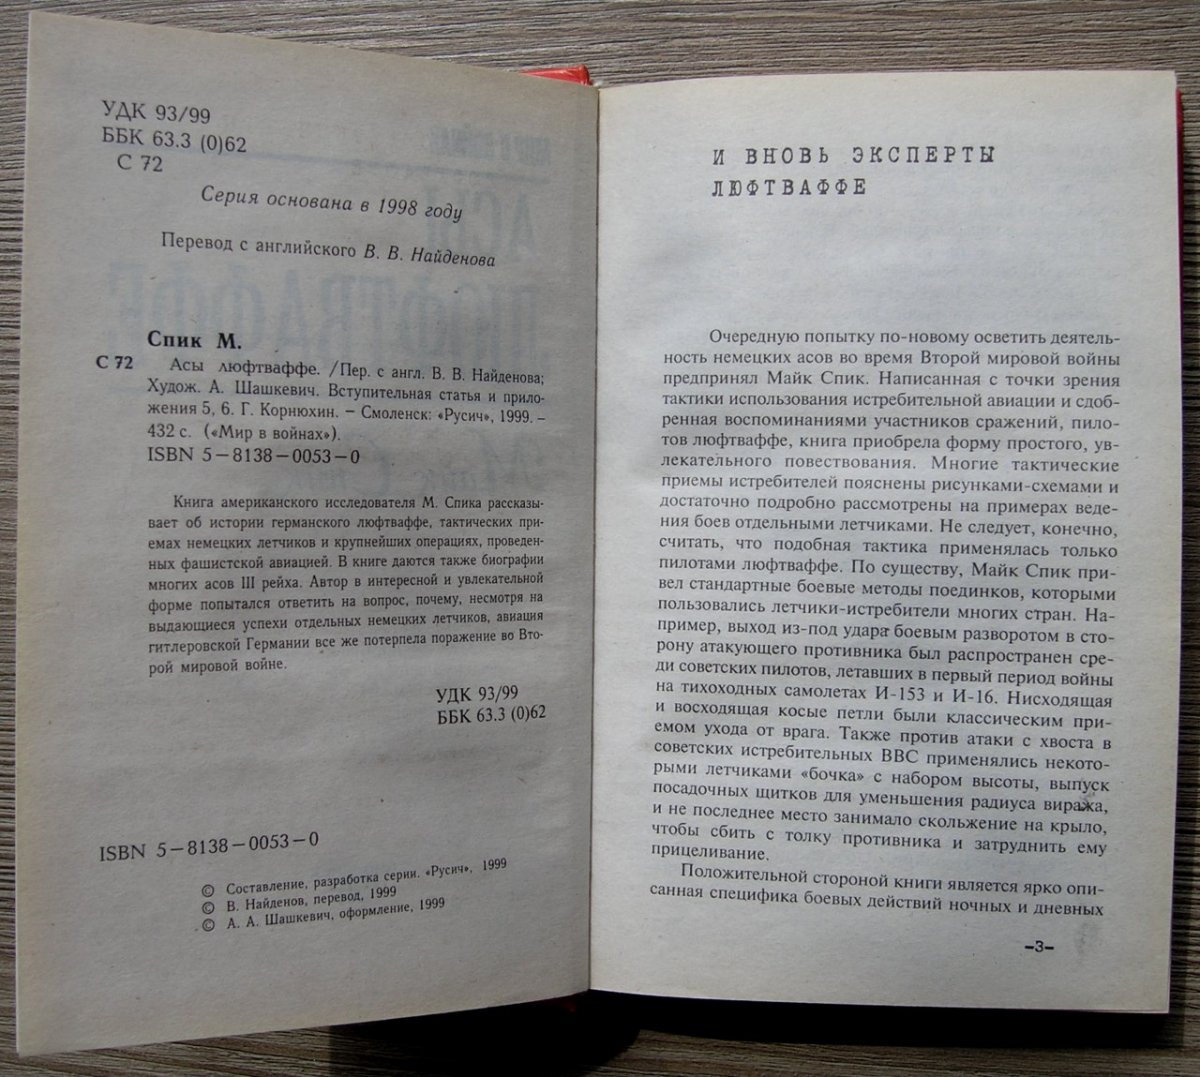 УДК 93/99
ББК 63.3 (0)62
С 72
Серия основана в 1998 году
Перевод с английского В. В. Найденова
Спик М.
С 72 Асы люфтваффе. /Пер. с англ. В. В. Найденова;
Худож. А. Шашкевич. Вступительная статья и прило-
жения 5, 6. Г. Корнюхин. – Смоленск: «Русич», 1999. –
432 с. («Мир в войнах»).
ISBN 5–8138–0053–0
Книга американского исследователя М. Спика рассказы-
вает об истории германского люфтваффе, тактических при-
емах немецких летчиков и крупнейших операциях, проведен-
ных фашистской авиацией. В книге даются также биографии
многих асов III рейха. Автор в интересной и увлекательной
форме попытался ответить на вопрос, почему, несмотря на
выдающиеся успехи отдельных немецких летчиков, авиация
гитлеровской Германии все же потерпела поражение во Вто-
рой мировой войне.
УДК 93/99
ББК 63.3 (0)62
ISBN 5–8138–0053–0
© Составление, разработка серии. «Русич», 1999
© В. Найденов, перевод, 1999
© А. А. Шашкевич, оформление, 1999
И ВНОВЬ ЭКСПЕРТЫ
ЛЮФТВАФФЕ
Очередную попытку по-новому осветить деятель-
ность немецких асов во время Второй мировой войны
предпринял Майк Спик. Написанная с точки зрения
тактики использования истребительной авиации и сдоб-
ренная воспоминаниями участников сражений, пило-
тов люфтваффе, книга приобрела форму простого, ув-
лекательного повествования. Многие тактические
приемы истребителей пояснены рисунками-схемами и
достаточно подробно рассмотрены на примерах веде-
ния боев отдельными летчиками. Не следует, конечно,
считать, что подобная тактика применялась только
пилотами люфтваффе. По существу, Майк Спик при-
вел стандартные боевые методы поединков, которыми
пользовались летчики-истребители многих стран. На-
пример, выход из-под удара боевым разворотом в сто-
рону атакующего противника был распространен сре-
ди советских пилотов, летавших в первый период войны
на тихоходных самолетах И-153 и И-16. Нисходящая
и восходящая косые петли были классическим при-
емом ухода от врага. Также против атаки с хвоста в
советских истребительных ВВС применялись некото-
рыми летчиками «бочка» с набором высоты, выпуск
посадочных щитков для уменьшения радиуса виража,
и не последнее место занимало скольжение на крыло,
чтобы сбить с толку противника и затруднить ему
прицеливание.
Положительной стороной книги является ярко опи-
санная специфика боевых действий ночных и дневных
–3–